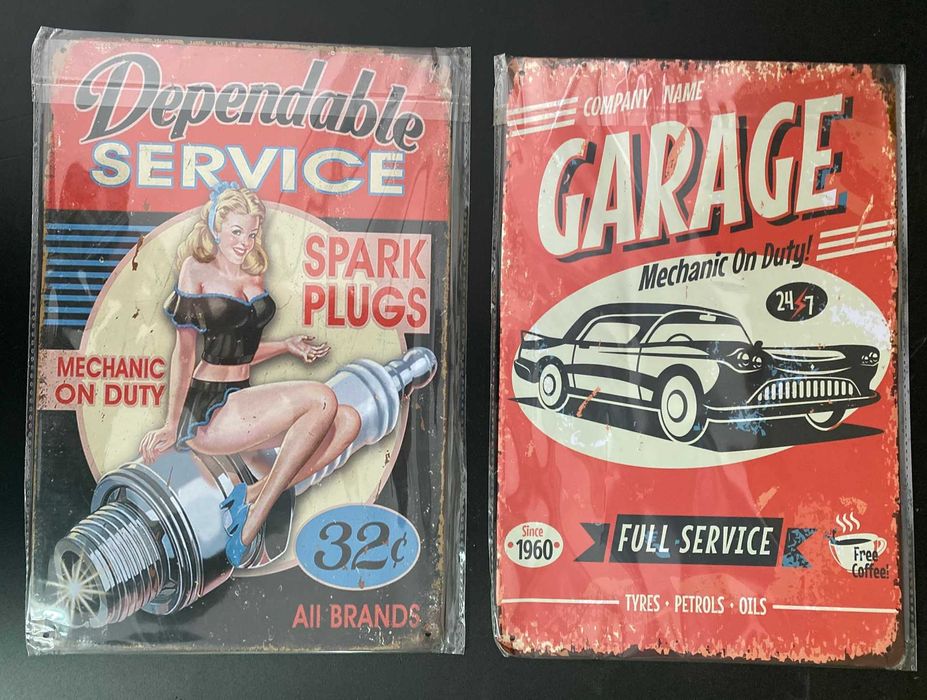 Dependable
SERVICE
SPARK
PLUGS
MECHANIC
ON DUTY
32¢
All BRANDS
COMPANY NAME
GARAGE
Mechanic On Duty!
24 7
Since
1960
FULL SERVICE
Free
Coffee!
TYRES • PETROLS • OILS